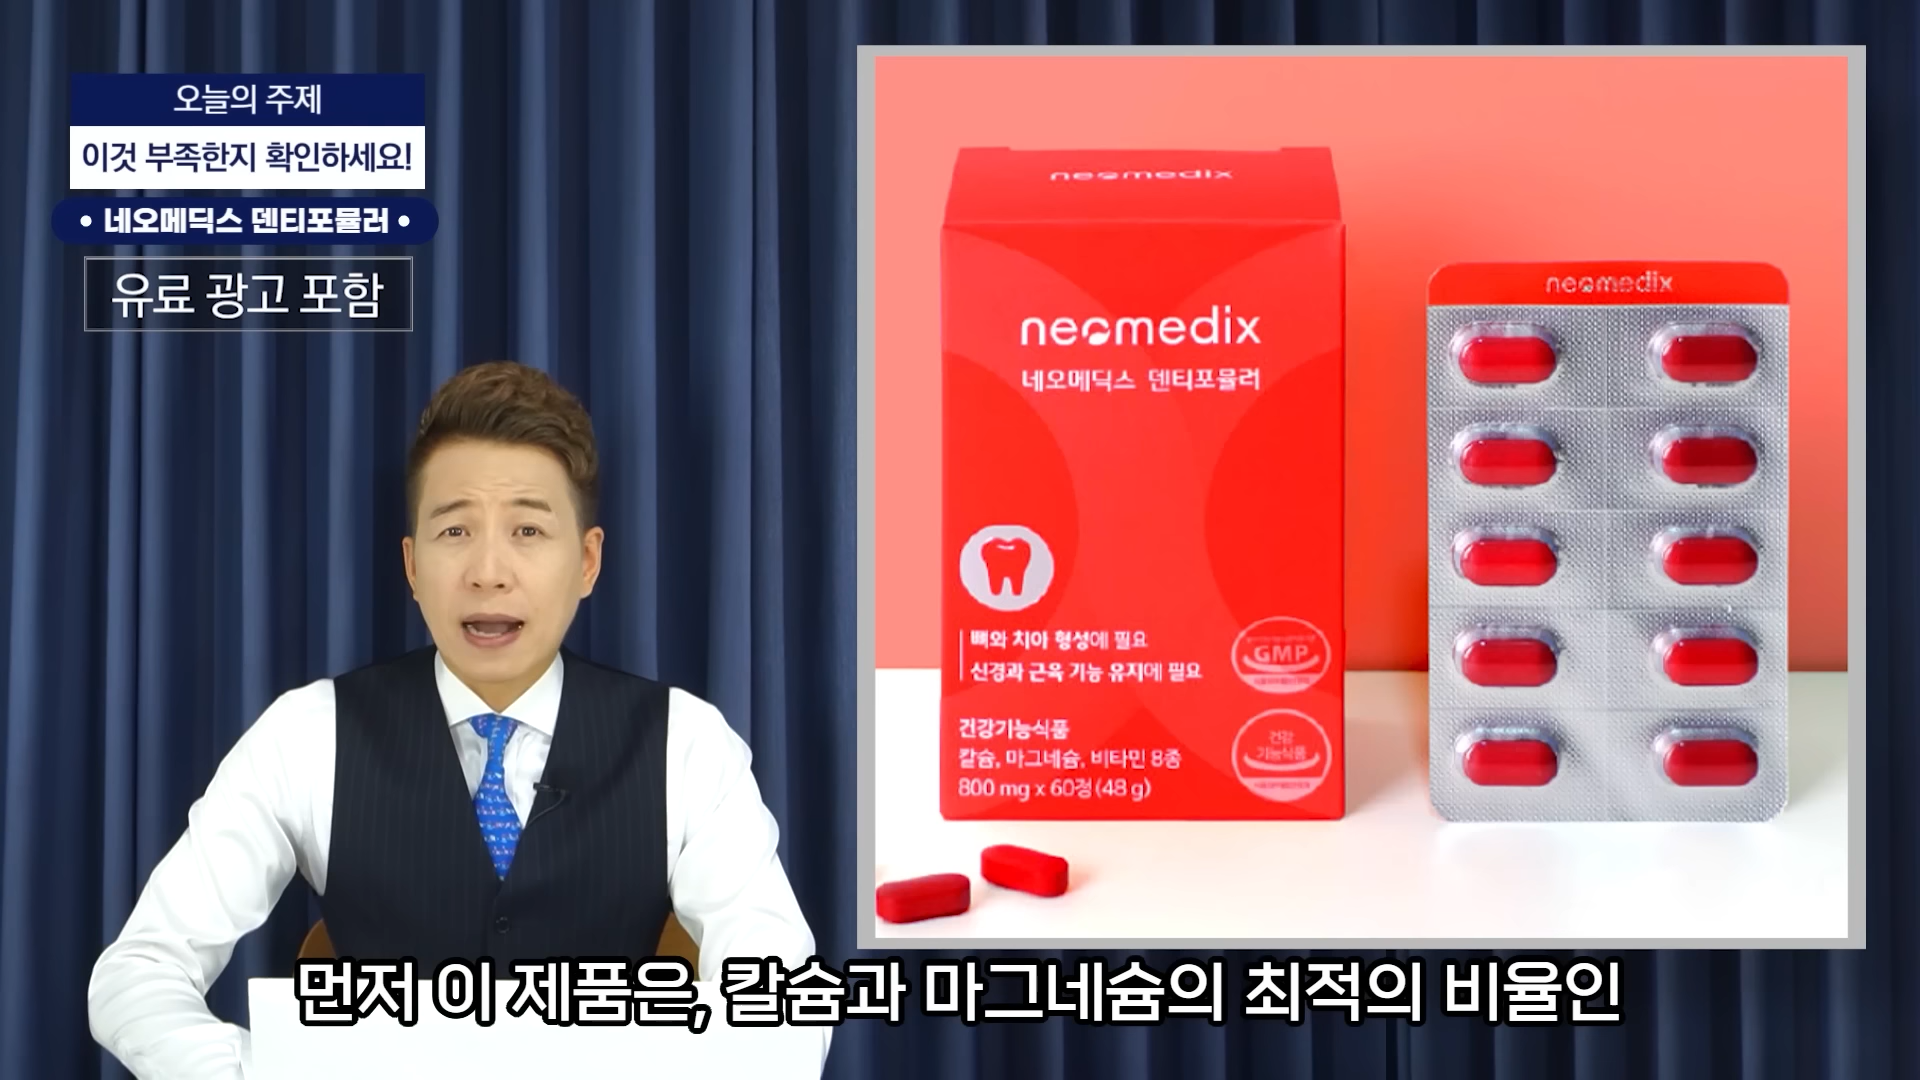 오늘의 주제
이것 부족한지 확인하세요!
• 네오메딕스 덴티포뮬러 •
유료 광고 포함
neomedix
neomedix
네오메딕스 덴티포뮬러
뼈와 치아 형성에 필요
신경과 근육 기능 유지에 필요
GMP
건강기능식품
칼슘, 마그네슘, 비타민 8종
800 mg x 60정 (48 g)
건강
기능식품
neomedix
먼저 이 제품은, 칼슘과 마그네슘의 최적의 비율인